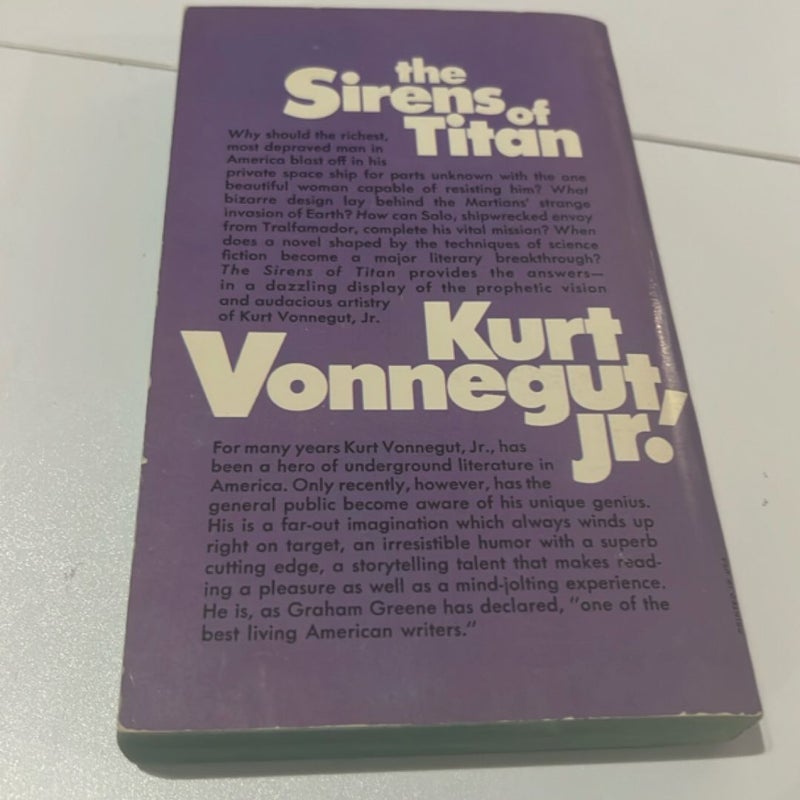 the
Sirens of
Titan
Why should the richest,
most depraved man in
America blast off in his
private space ship for parts unknown with the one
beautiful woman capable of resisting him? What
bizarre design lay behind the Martians' strange
invasion of Earth? How can Salo, shipwrecked envoy
from Tralfamador, complete his vital mission? When
does a novel shaped by the techniques of science
fiction become a major literary breakthrough?
The Sirens of Titan provides the answers—
in a dazzling display of the prophetic vision
and audacious artistry
of Kurt Vonnegut, Jr.
Kurt
Vonnegut,
Jr.!
For many years Kurt Vonnegut, Jr., has
been a hero of underground literature in
America. Only recently, however, has the
general public become aware of his unique genius.
His is a far-out imagination which always winds up
right on target, an irresistible humor with a superb
cutting edge, a storytelling talent that makes read-
ing a pleasure as well as a mind-jolting experience.
He is, as Graham Greene has declared, "one of the
best living American writers."